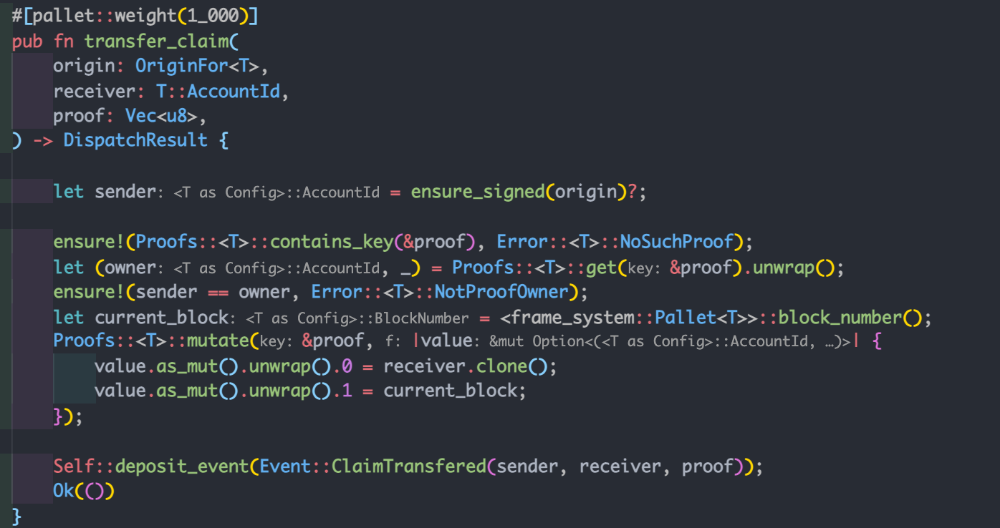 #[pallet::weight(1_000)]
pub fn transfer_claim(
    origin: OriginFor<T>,
    receiver: T::AccountId,
    proof: Vec<u8>,
) -> DispatchResult {

    let sender: <T as Config>::AccountId = ensure_signed(origin)?;

    ensure!(Proofs::<T>::contains_key(&proof), Error::<T>::NoSuchProof);
    let (owner: <T as Config>::AccountId, _) = Proofs::<T>::get(key: &proof).unwrap();
    ensure!(sender == owner, Error::<T>::NotProofOwner);
    let current_block: <T as Config>::BlockNumber = <frame_system::Pallet<T>>::block_number();
    Proofs::<T>::mutate(key: &proof, f: |value: &mut Option<(<T as Config>::AccountId, …)>| {
        value.as_mut().unwrap().0 = receiver.clone();
        value.as_mut().unwrap().1 = current_block;
    });

    Self::deposit_event(Event::ClaimTransfered(sender, receiver, proof));
    Ok(())
}